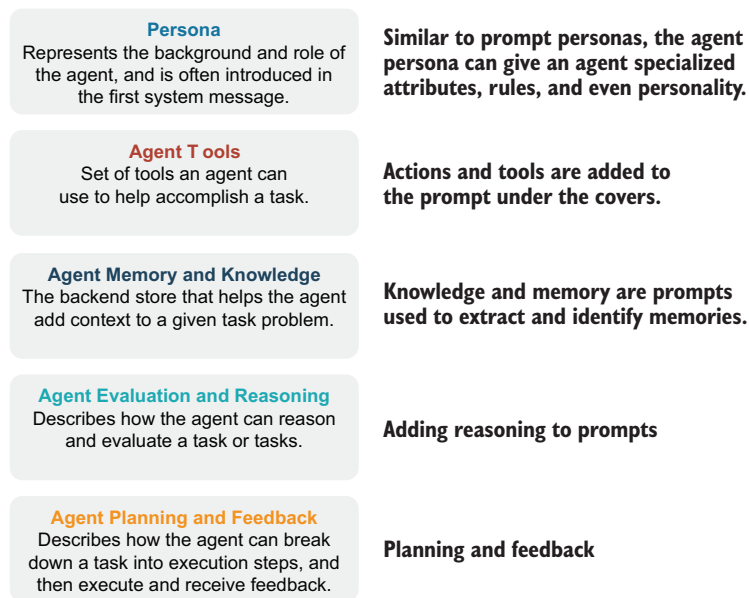 Persona
Represents the background and role of
the agent, and is often introduced in
the first system message.
Similar to prompt personas, the agent
persona can give an agent specialized
attributes, rules, and even personality.
Agent T ools
Set of tools an agent can
use to help accomplish a task.
Actions and tools are added to
the prompt under the covers.
Agent Memory and Knowledge
The backend store that helps the agent
add context to a given task problem.
Knowledge and memory are prompts
used to extract and identify memories.
Agent Evaluation and Reasoning
Describes how the agent can reason
and evaluate a task or tasks.
Adding reasoning to prompts
Agent Planning and Feedback
Describes how the agent can break
down a task into execution steps, and
then execute and receive feedback.
Planning and feedback